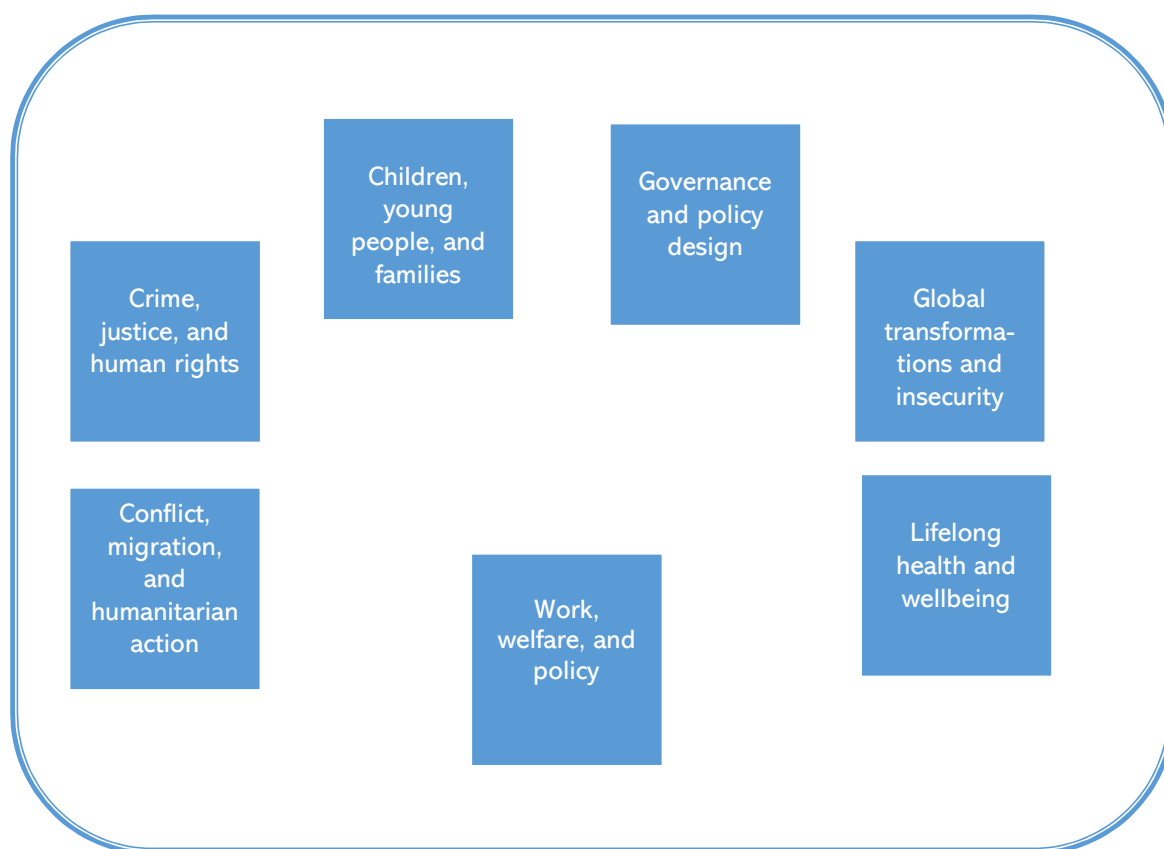 Children,
young
people, and
families
Governance
and policy
design
Crime,
justice, and
human rights
Global
transforma-
tions and
insecurity
Conflict,
migration,
and
humanitarian
action
Lifelong
health and
wellbeing
Work,
welfare, and
policy